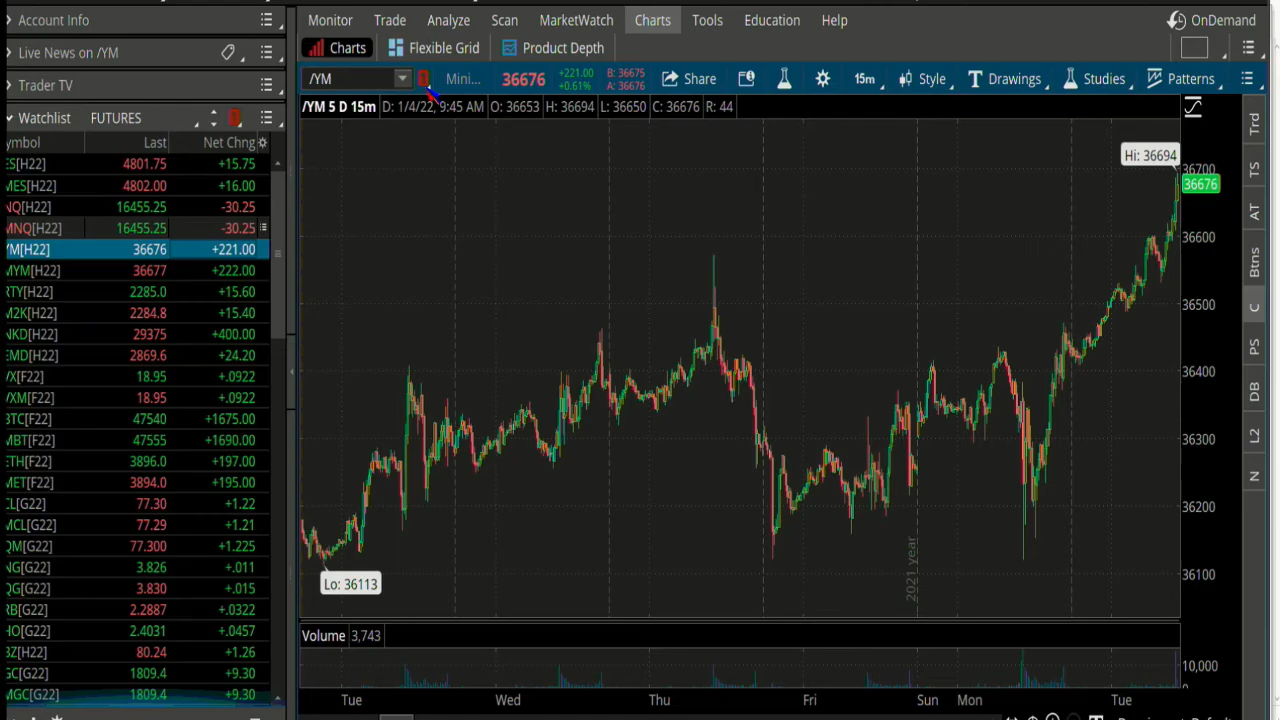 Account Info
Live News on /YM
Trader TV
Watchlist FUTURES
ymbol Last Net Chng
ES[H22] 4801.75 +15.75
MES[H22] 4802.00 +16.00
NQ[H22] 16455.25 -30.25
MNQ[H22] 16455.25 -30.25
YM[H22] 36676 +221.00
MYM[H22] 36677 +222.00
RTY[H22] 2285.0 +15.60
M2K[H22] 2284.8 +15.40
NKD[H22] 29375 +400.00
EMD[H22] 2869.6 +24.20
VX[F22] 18.95 +.0922
VXM[F22] 18.95 +.0922
BTC[F22] 47540 +1675.00
MBT[F22] 47555 +1690.00
ETH[F22] 3896.0 +197.00
MET[F22] 3894.0 +195.00
CL[G22] 77.30 +1.22
MCL[G22] 77.29 +1.21
QM[G22] 77.300 +1.225
NG[G22] 3.826 +.011
QG[G22] 3.830 +.015
RB[G22] 2.2887 +.0322
HO[G22] 2.4031 +.0457
BZ[H22] 80.24 +1.26
GC[G22] 1809.4 +9.30
MGC[G22] 1809.4 +9.30
Monitor Trade Analyze Scan MarketWatch Charts Tools Education Help OnDemand
Charts Flexible Grid Product Depth
/YM Mini... 36676 +221.00 +0.61% B: 36675 A: 36676 Share 15m Style Drawings Studies Patterns
/YM 5 D 15m D: 1/4/22, 9:45 AM O: 36653 H: 36694 L: 36650 C: 36676 R: 44
Hi: 36694
36700
36676
36600
36500
36400
36300
36200
36100
Lo: 36113
2021 year
Volume 3,743
10,000
Tue Wed Thu Fri Sun Mon Tue
Trd
TS
AT
Btns
C
PS
DB
L2
N